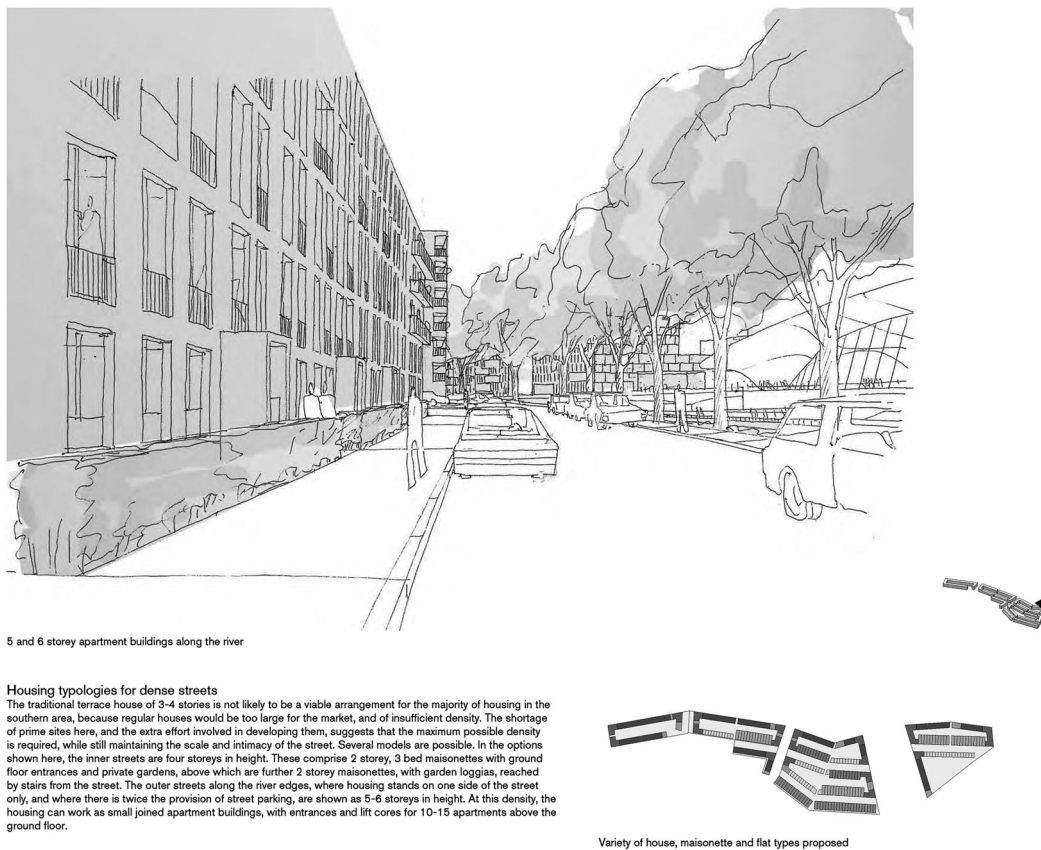 5 and 6 storey apartment buildings along the river
Housing typologies for dense streets
The traditional terrace house of 3-4 stories is not likely to be a viable arrangement for the majority of housing in the
southern area, because regular houses would be too large for the market, and of insufficient density. The shortage
of prime sites here, and the extra effort involved in developing them, suggests that the maximum possible density
is required, while still maintaining the scale and intimacy of the street. Several models are possible. In the options
shown here, the inner streets are four storeys in height. These comprise 2 storey, 3 bed maisonettes with ground
floor entrances and private gardens, above which are further 2 storey maisonettes, with garden loggias, reached
by stairs from the street. The outer streets along the river edges, where housing stands on one side of the street
only, and where there is twice the provision of street parking, are shown as 5-6 storeys in height. At this density, the
housing can work as small joined apartment buildings, with entrances and lift cores for 10-15 apartments above the
ground floor.
Variety of house, maisonette and flat types proposed